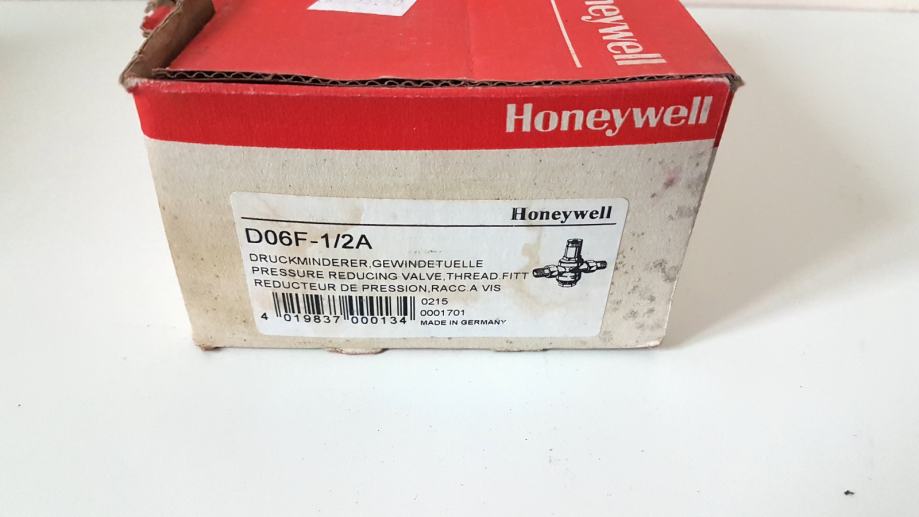 Honeywell
Honeywell
Honeywell
D06F-1/2A
DRUCKMINDERER,GEWINDETUELLE
PRESSURE REDUCING VALVE,THREAD.FITT
REDUCTEUR DE PRESSION,RACC.A VIS
4 019837 000134
0215
0001701
MADE IN GERMANY